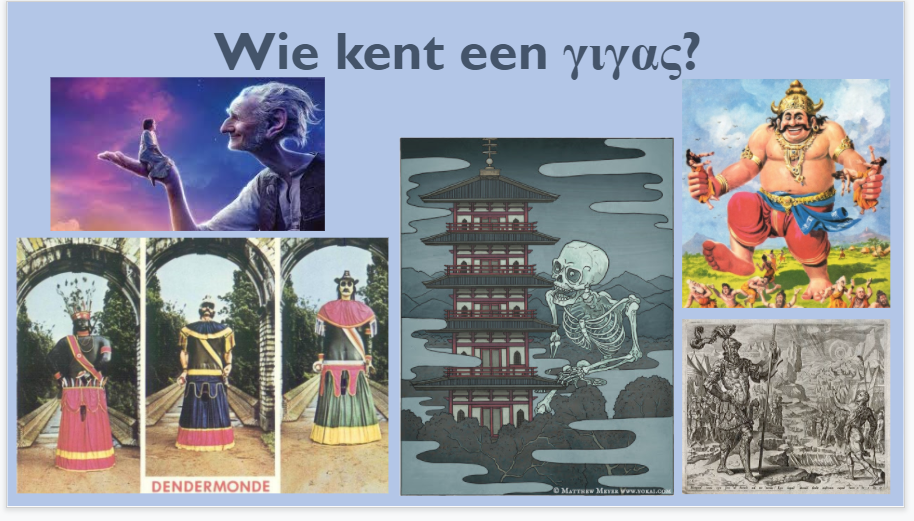 Wie kent een γιγας?
DENDERMONDE
© MATTHEW MEYER WWW.YOKAI.COM